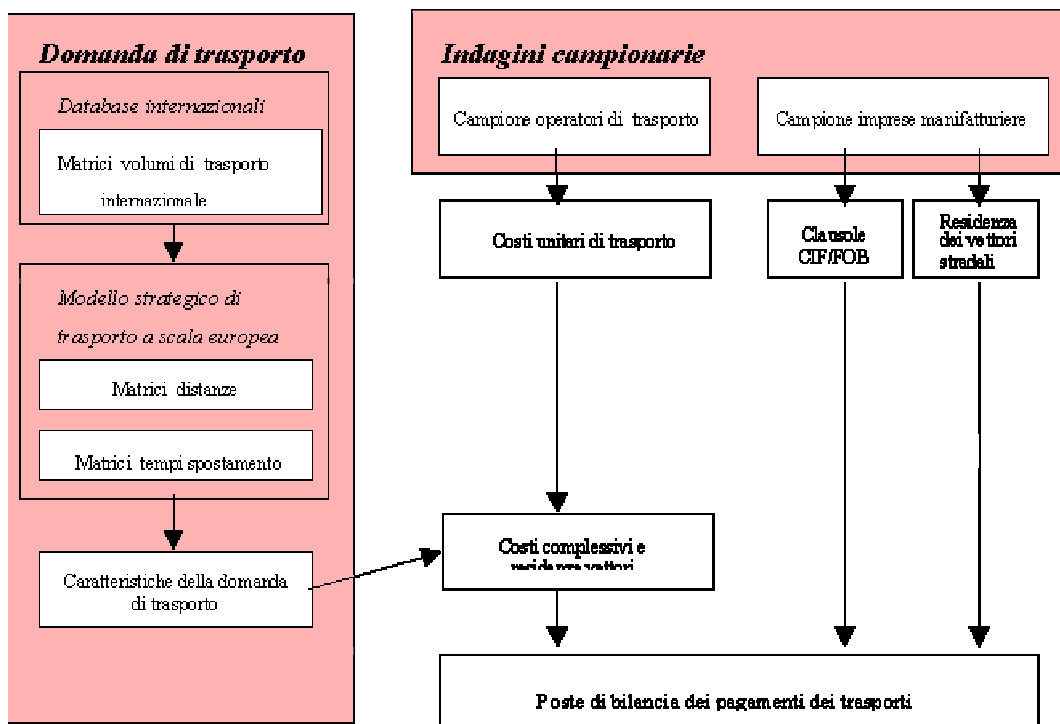 Domanda di trasporto
Database internazionali
Matrici volumi di trasporto
internazionale
Modello strategico di
trasporto a scala europea
Matrici distanze
Matrici tempi spostamento
Caratteristiche della domanda
di trasporto
Indagini campionarie
Campione operatori di trasporto
Campione imprese manifatturiere
Costi unitari di trasporto
Clausole
CIF/FOB
Residenza
dei vettori
stradali
Costi complessivi e
residenza vettori
Poste di bilancia dei pagamenti dei trasporti